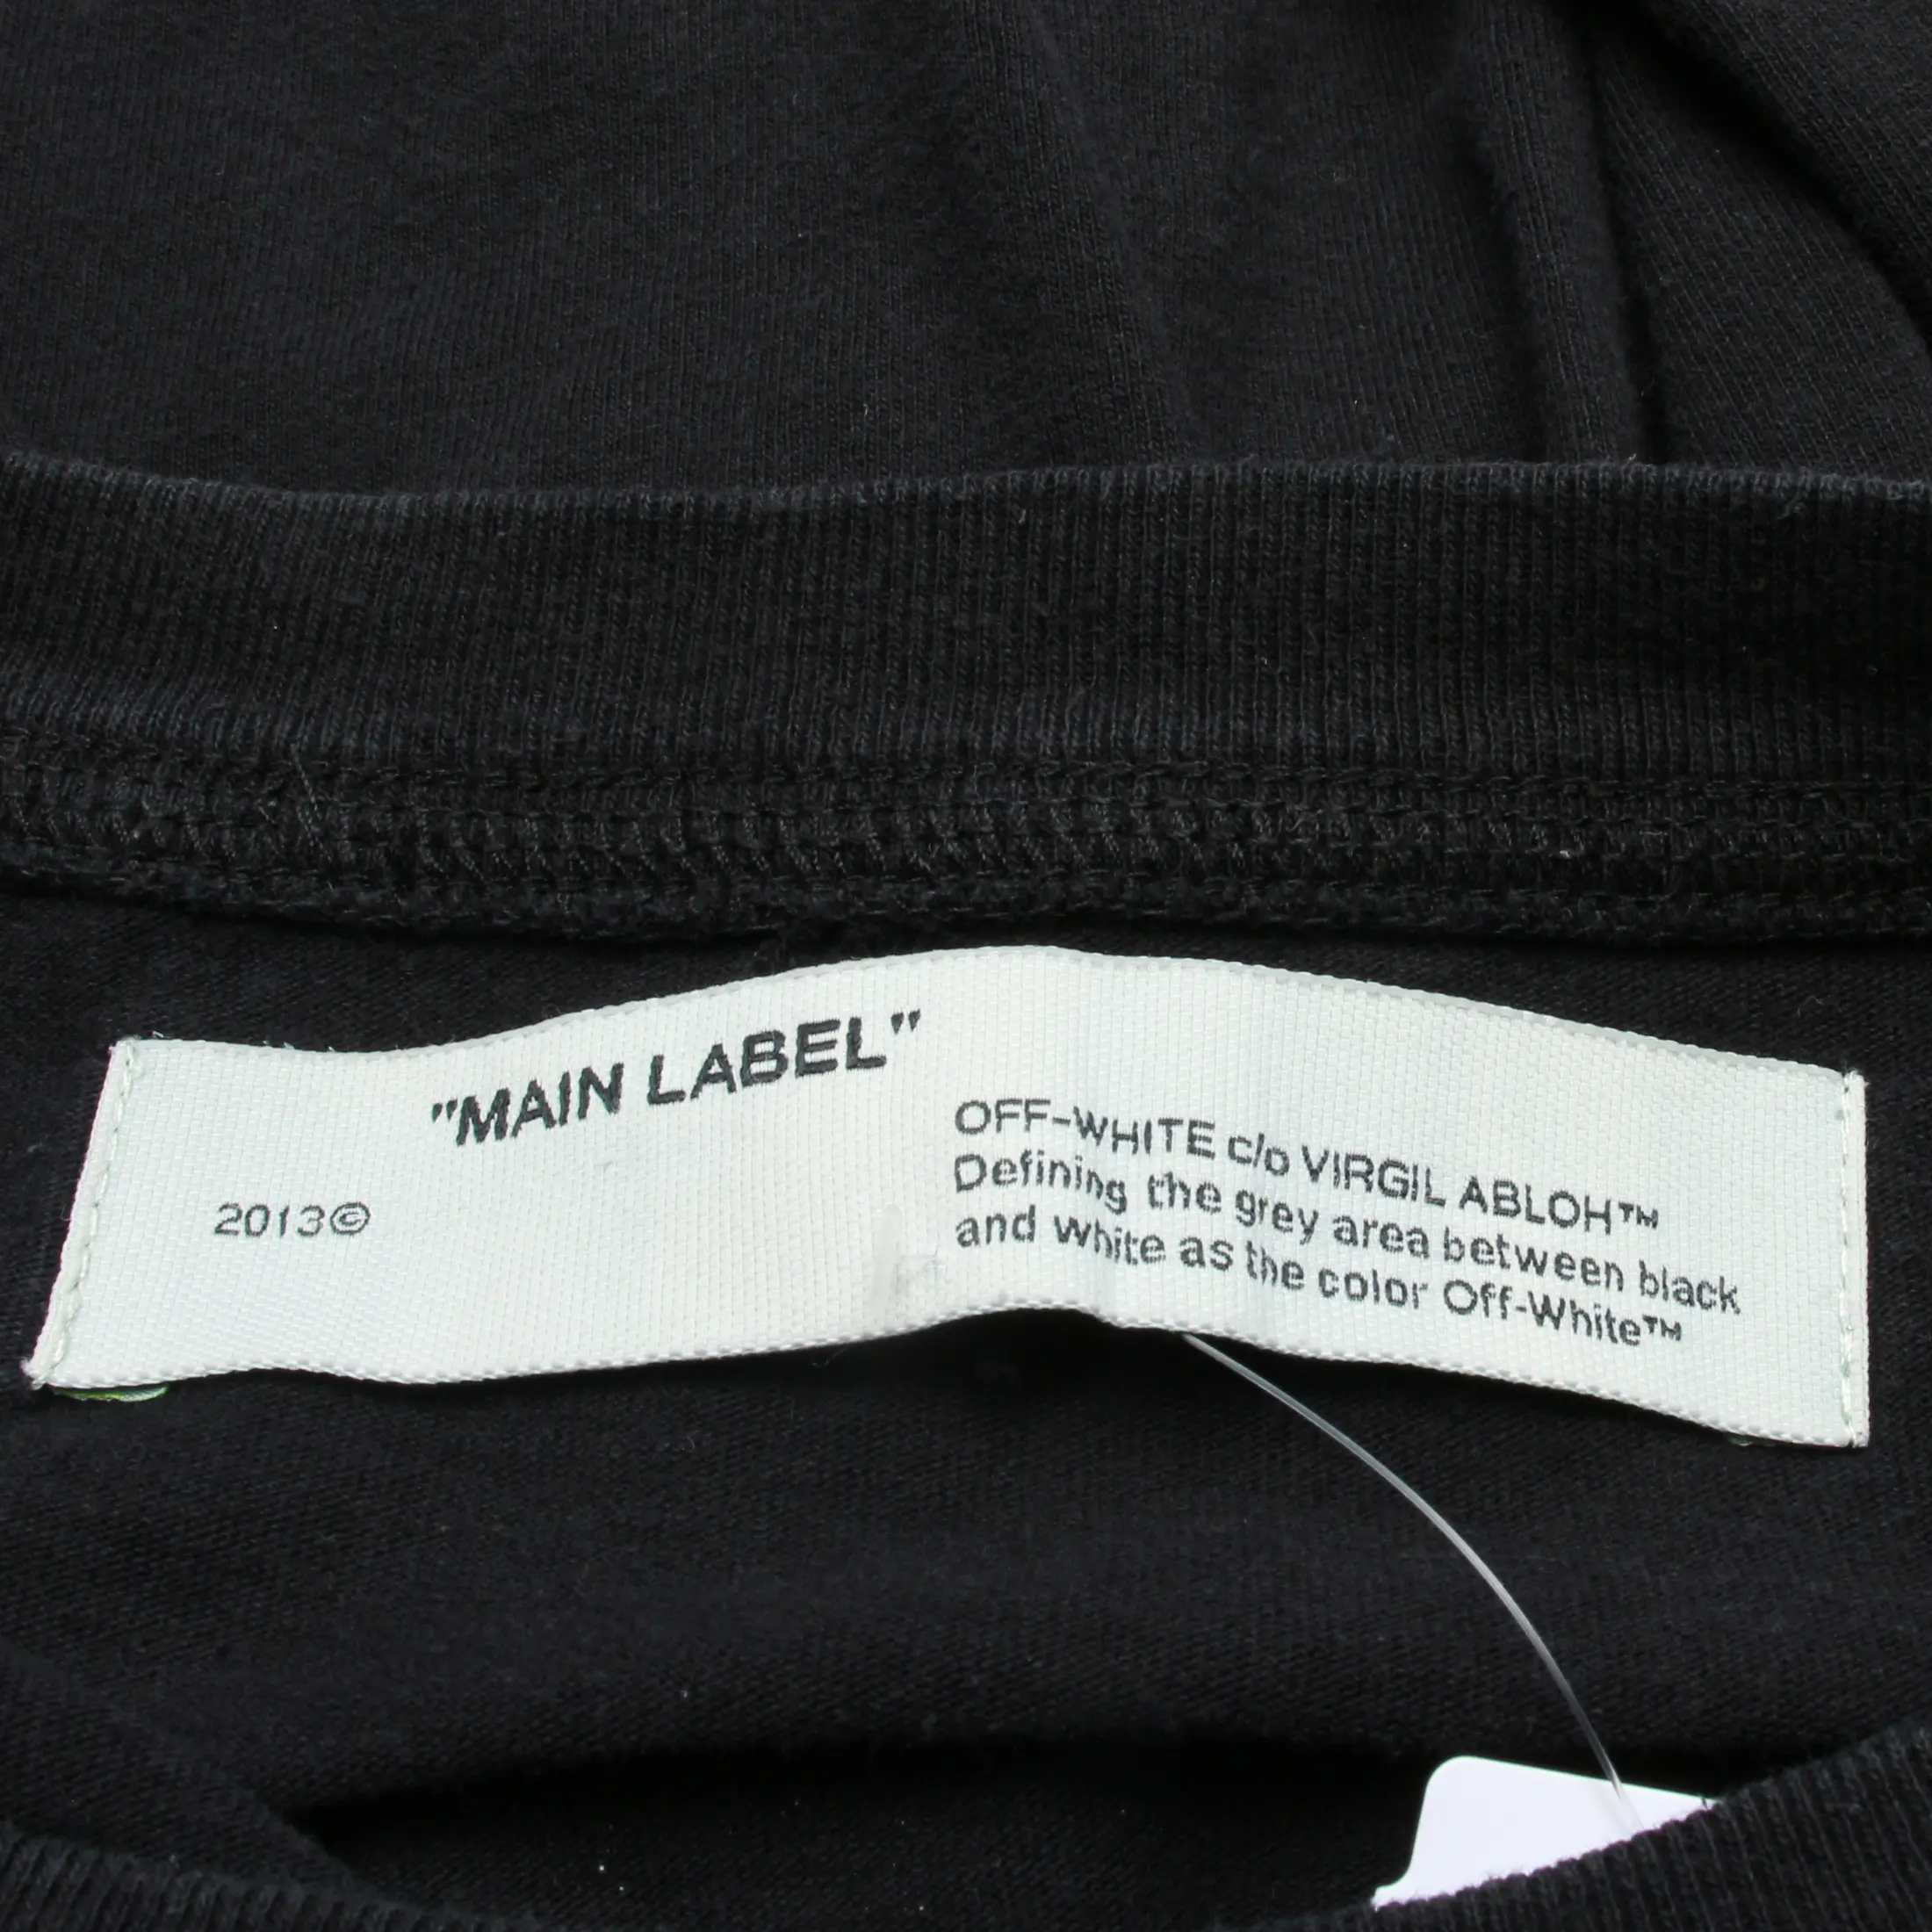 "MAIN LABEL"
2013©
OFF-WHITE c/o VIRGIL ABLOH™
Defining the grey area between black
and white as the color Off-White™